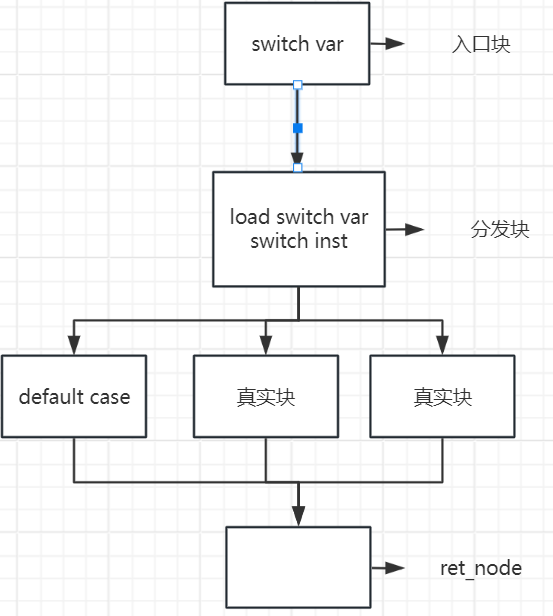 switch var
入口块
load switch var
switch inst
分发块
default case
真实块
真实块
ret_node